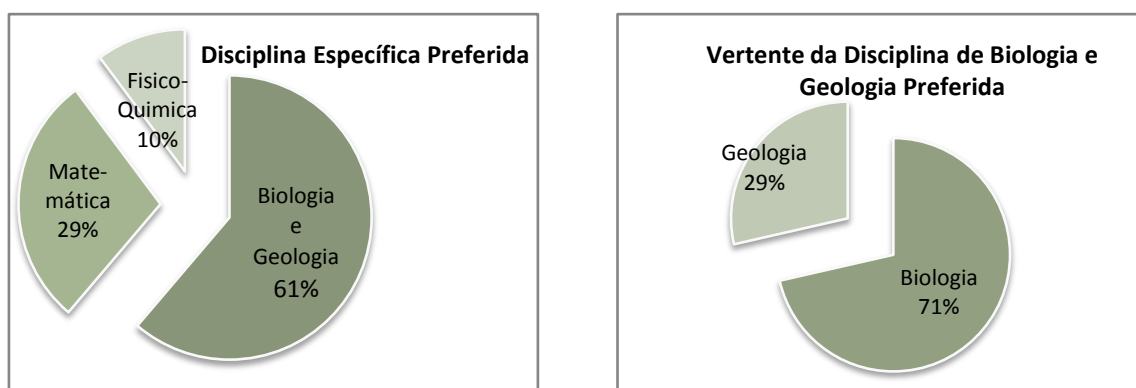 Disciplina Específica Preferida
Fisico-
Quimica
10%
Mate-
mática
29%
Biologia
e
Geologia
61%
Vertente da Disciplina de Biologia e
Geologia Preferida
Geologia
29%
Biologia
71%